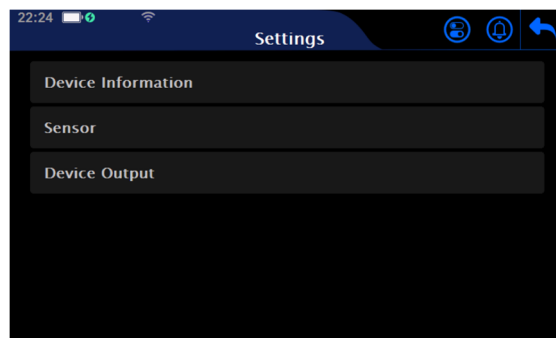 22:24
Settings
Device Information
Sensor
Device Output